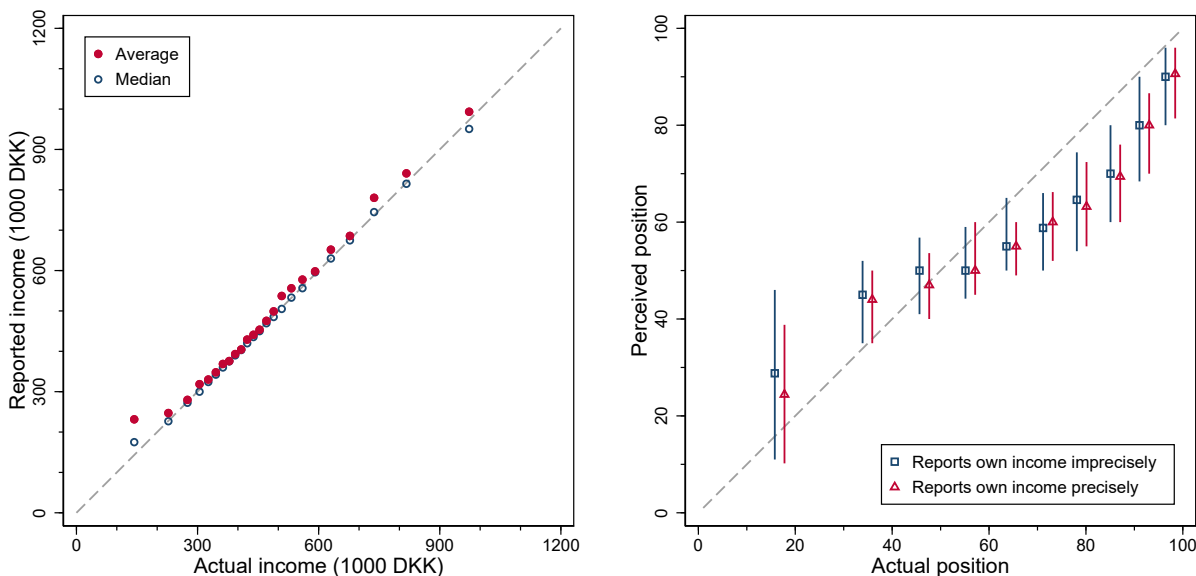 Reported income (1000 DKK)
1200
900
600
300
0
Average
Median
0 300 600 900 1200
Actual income (1000 DKK)
Perceived position
100
80
60
40
20
0
Reports own income imprecisely
Reports own income precisely
0 20 40 60 80 100
Actual position